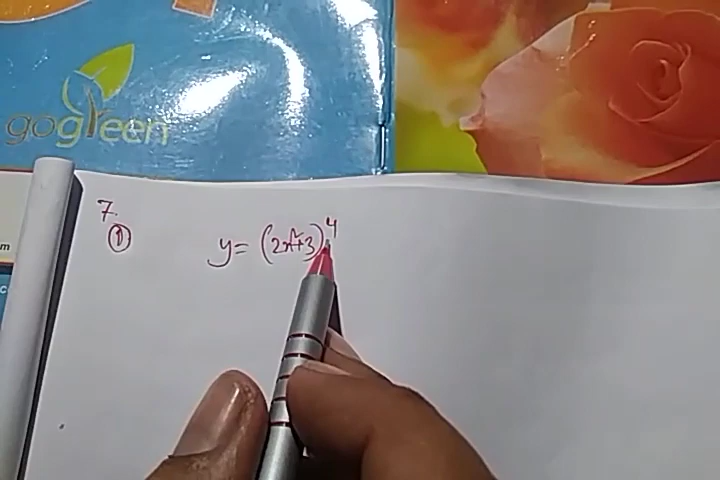 gogreen
7.
①
y = (2x²+3)⁴
m
c